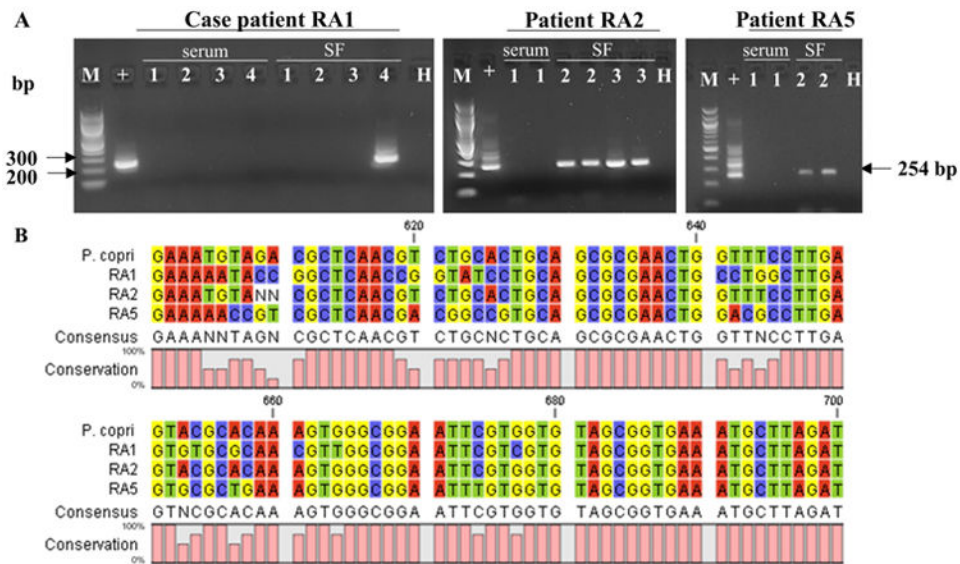 A Case patient RA1 Patient RA2 Patient RA5
serum SF serum SF serum SF
M + 1 2 3 4 1 2 3 4 H M + 1 1 2 2 3 3 H M + 1 1 2 2 H
bp
300
200
254 bp
B 620 640
P. copri GAAATGTAGA CGCTCAACGT CTGCACTGCA GCGCGAACTG GTTTCCTTGA
RA1 GAAAAATACC CGCTCAACCG GTATCCTGCA GCGCGAACTG CCTGGCTTGA
RA2 GAAATGTANN CGCTCAACGT CTGCACTGCA GCGCGAACTG GTTTCCTTGA
RA5 GAAAAACCGT CGCTCAACGT CGGCCGTGCA GCGCGAACTG GACGCCTTGA
Consensus GAAANNTAGN CGCTCAACGT CTGCNCTGCA GCGCGAACTG GTTNCCTTGA
100%
Conservation
0%
660 680 700
P. copri GTACGCACAA AGTGGGCGGA ATTCGTGGTG TAGCGGTGAA ATGCTTAGAT
RA1 GTGTGCGCAA CGTTGGCGGA ATTCGTCGTG TAGCGGTGAA ATGCTTAGAT
RA2 GTACGCACAA AGTGGGCGGA ATTCGTGGTG TAGCGGTGAA ATGCTTAGAT
RA5 GTGCGCTGAA AGTGGGCGGA ATTTGTGGTG TAGCGGTGAA ATGCTTAGAT
Consensus GTNCGCACAA AGTGGGCGGA ATTCGTGGTG TAGCGGTGAA ATGCTTAGAT
100%
Conservation
0%